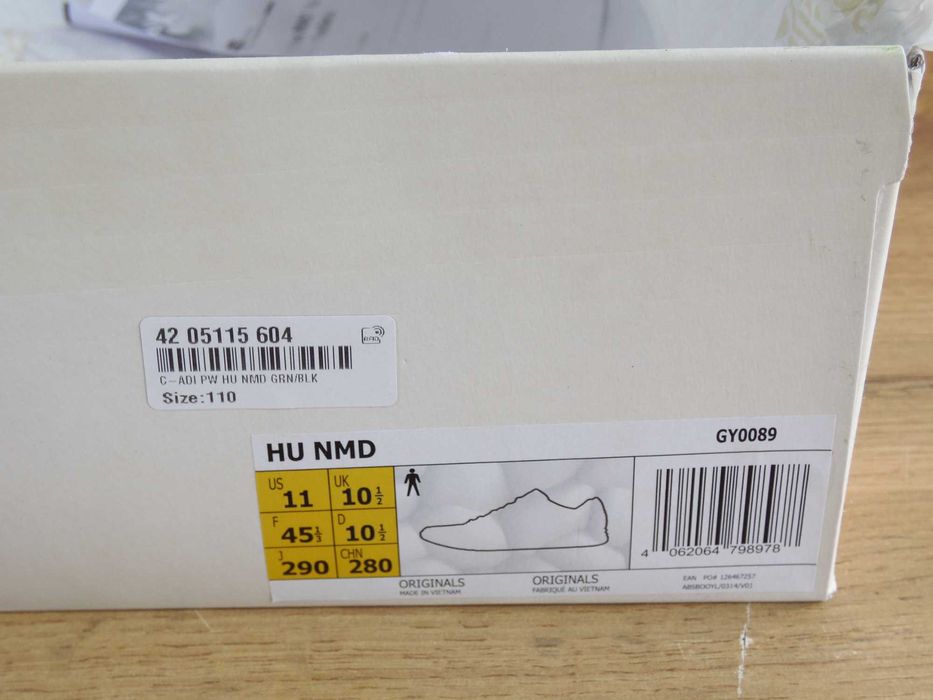 42 05115 604
C-ADI PW HU NMD GRN/BLK
Size:110
HU NMD
GY0089
US 11
UK 10½
F 45⅓
D 10½
J 290
CHN 280
4 062064 798978
ORIGINALS
MADE IN VIETNAM
ORIGINALS
FABRIQUÉ AU VIETNAM
EAN PO# 126467257